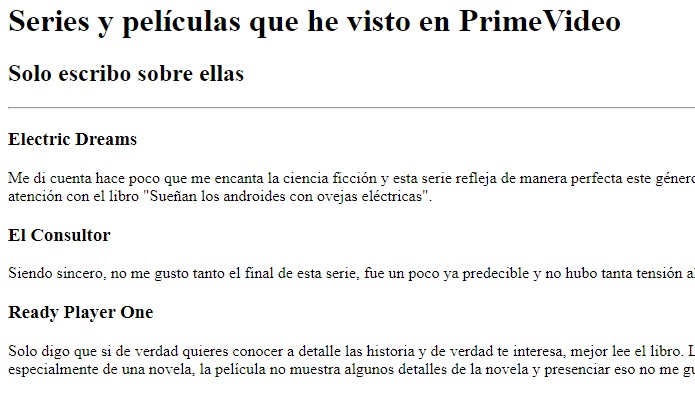 Series y películas que he visto en PrimeVideo
Solo escribo sobre ellas
Electric Dreams
Me di cuenta hace poco que me encanta la ciencia ficción y esta serie refleja de manera perfecta este género
atención con el libro "Sueñan los androides con ovejas eléctricas".
El Consultor
Siendo sincero, no me gusto tanto el final de esta serie, fue un poco ya predecible y no hubo tanta tensión
Ready Player One
Solo digo que si de verdad quieres conocer a detalle las historia y de verdad te interesa, mejor lee el libro.
especialmente de una novela, la película no muestra algunos detalles de la novela y presenciar eso no me